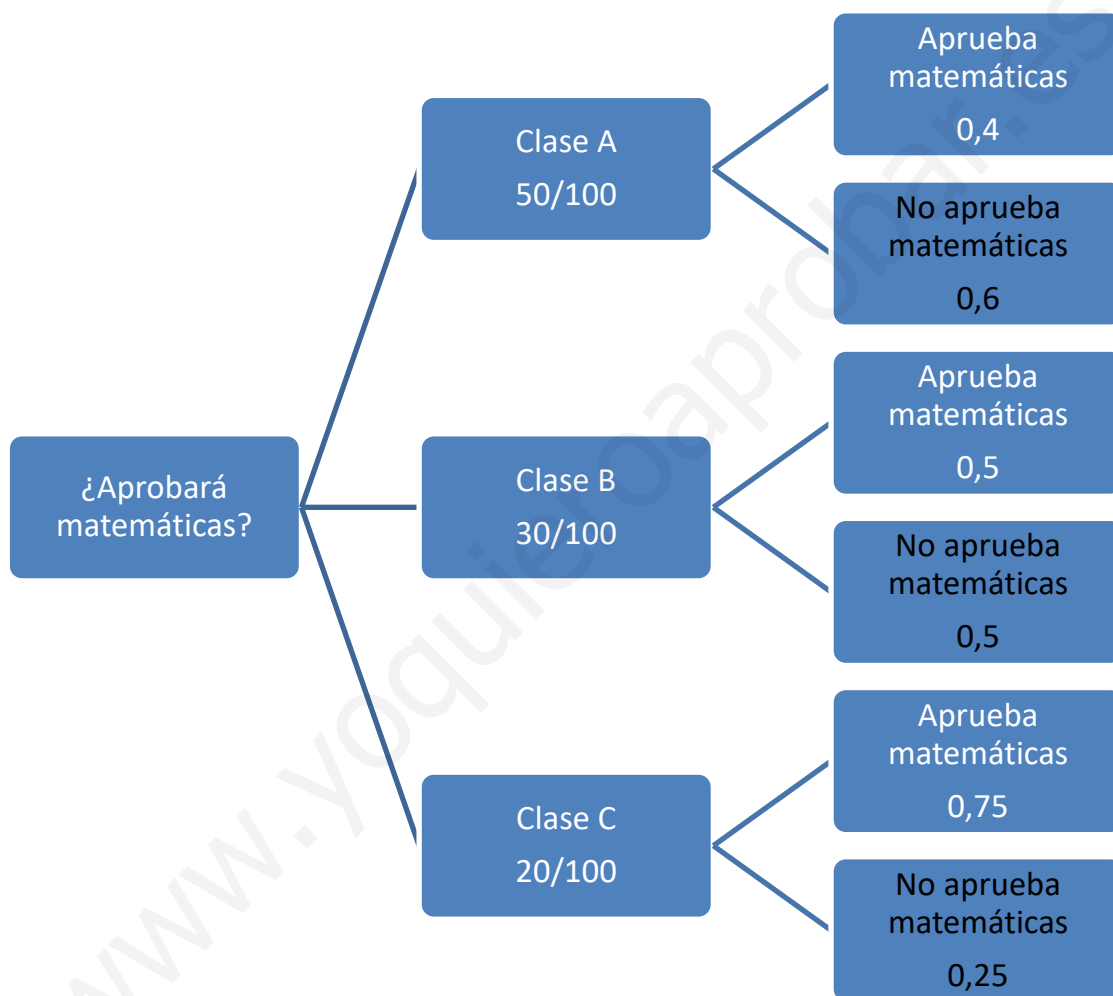 Aprueba
matemáticas
0,4
Clase A
50/100
No aprueba
matemáticas
0,6
Aprueba
matemáticas
0,5
¿Aprobará
matemáticas?
Clase B
30/100
No aprueba
matemáticas
0,5
Aprueba
matemáticas
0,75
Clase C
20/100
No aprueba
matemáticas
0,25
www.yoquieroaprobar.es